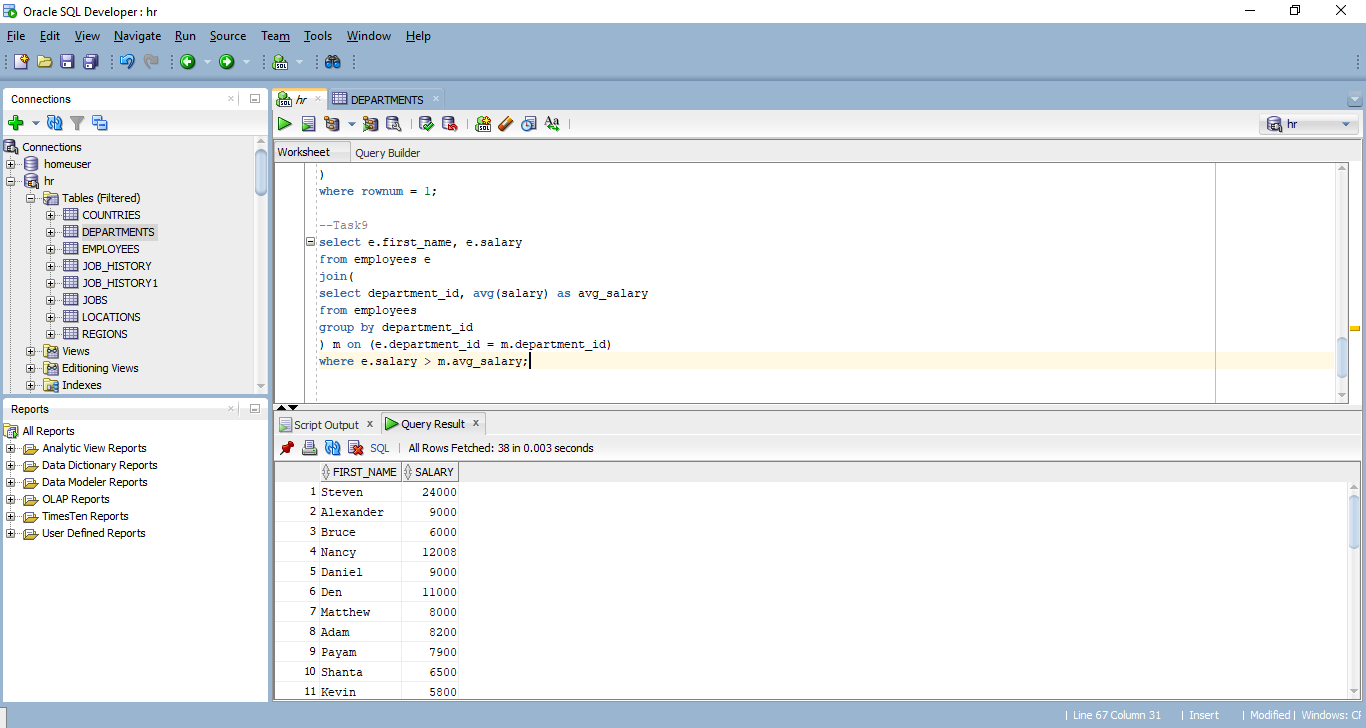 Oracle SQL Developer : hr
File Edit View Navigate Run Source Team Tools Window Help
Connections
Connections
homeuser
hr
Tables (Filtered)
COUNTRIES
DEPARTMENTS
EMPLOYEES
JOB_HISTORY
JOB_HISTORY1
JOBS
LOCATIONS
REGIONS
Views
Editioning Views
Indexes
Reports
All Reports
Analytic View Reports
Data Dictionary Reports
Data Modeler Reports
OLAP Reports
TimesTen Reports
User Defined Reports
hr DEPARTMENTS
hr
Worksheet Query Builder
)
where rownum = 1;
--Task9
select e.first_name, e.salary
from employees e
join(
select department_id, avg(salary) as avg_salary
from employees
group by department_id
) m on (e.department_id = m.department_id)
where e.salary > m.avg_salary;
Script Output Query Result
SQL | All Rows Fetched: 38 in 0.003 seconds
FIRST_NAME SALARY
1 Steven 24000
2 Alexander 9000
3 Bruce 6000
4 Nancy 12008
5 Daniel 9000
6 Den 11000
7 Matthew 8000
8 Adam 8200
9 Payam 7900
10 Shanta 6500
11 Kevin 5800
| Line 67 Column 31 | Insert | Modified | Windows: